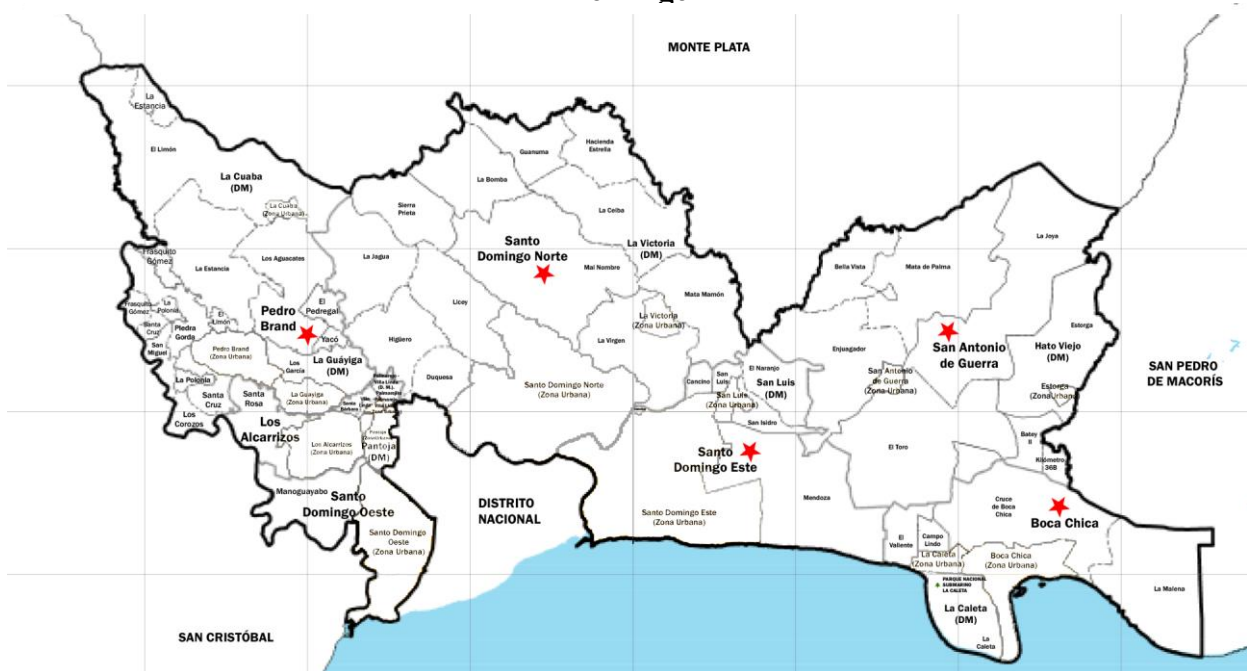 MONTE PLATA
La
Estancia
El Limón
La Cuaba
(DM)
La Cuaba
(Zona Urbana)
Guanuma
Hacienda
Estrella
La Bomba
Sierra
Prieta
La Ceiba
Santo
Domingo Norte
La Victoria
(DM)
Mal Nombre
Mata Mamón
La Victoria
(Zona Urbana)
La Virgen
Bella Vista
Mata de Palma
La Joya
Frasquito
Gómez
La Estancia
Los Aguacates
La Jagua
Licey
Frasquito
Gómez
La
Polonia
Santa
Cruz
San
Miguel
Piedra
Gorda
El
Limón
Pedro
Brand
El
Pedregal
Yacó
Higüero
Pedro Brand
(Zona Urbana)
Los
García
La Guáyiga
(DM)
Duquesa
La Polonia
Santa
Cruz
Santa
Rosa
La Guayiga
(Zona Urbana)
Los
Corozos
Los
Alcarrizos
Los Alcarrizos
(Zona Urbana)
Pantoja
(DM)
Santo Domingo Norte
(Zona Urbana)
Cancino
San
Luis
El Naranjo
San Luis
(DM)
San Luis
(Zona Urbana)
San Isidro
Enjuagador
San Antonio
de Guerra
(Zona Urbana)
San Antonio
de Guerra
Estorga
Hato Viejo
(DM)
Estorga
(Zona Urbana)
SAN PEDRO
DE MACORÍS
Batey
II
Kilómetro
36B
El Toro
Santo
Domingo Este
Mendoza
Santo Domingo Este
(Zona Urbana)
Manoguayabo
Santo
Domingo Oeste
Santo Domingo
Oeste
(Zona Urbana)
DISTRITO
NACIONAL
Cruce
de Boca
Chica
Boca Chica
El
Valiente
Campo
Lindo
La Caleta
(Zona Urbana)
Boca Chica
(Zona Urbana)
PARQUE NACIONAL
SUBMARINO
LA CALETA
La Caleta
(DM)
La
Caleta
La Malena
SAN CRISTÓBAL